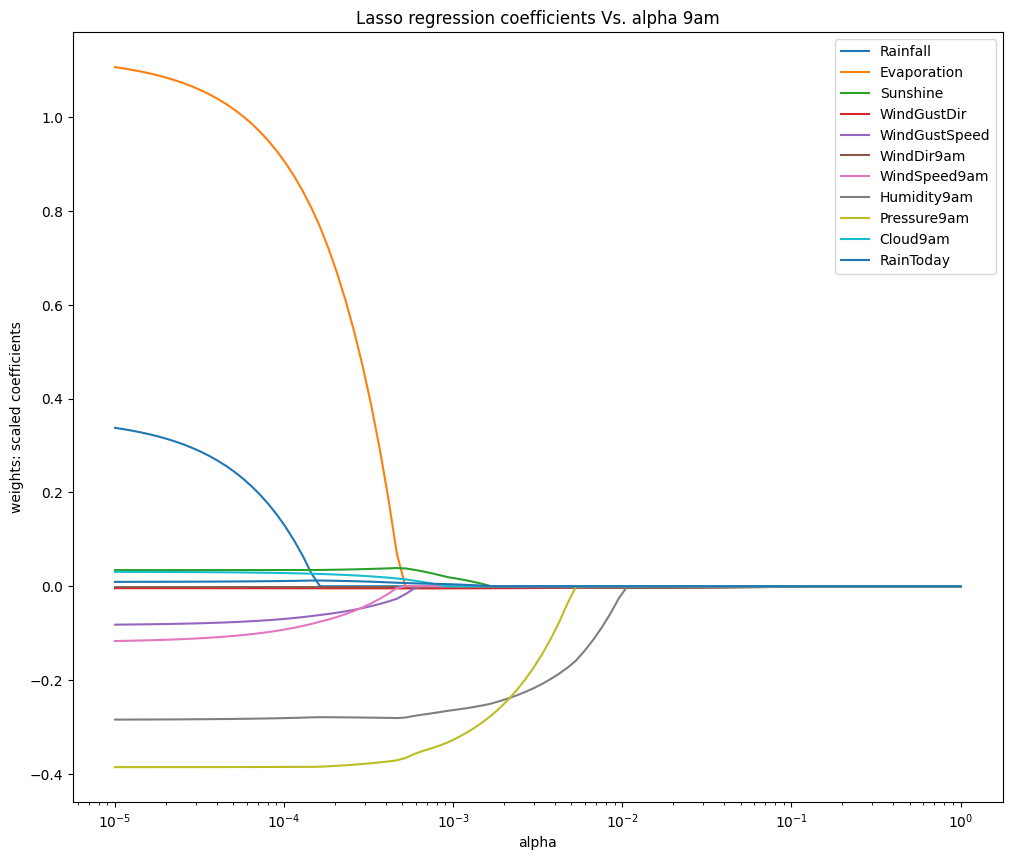 Lasso regression coefficients Vs. alpha 9am
Rainfall
Evaporation
Sunshine
WindGustDir
WindGustSpeed
WindDir9am
WindSpeed9am
Humidity9am
Pressure9am
Cloud9am
RainToday
weights: scaled coefficients
1.0
0.8
0.6
0.4
0.2
0.0
−0.2
−0.4
10⁻⁵ 10⁻⁴ 10⁻³ 10⁻² 10⁻¹ 10⁰
alpha